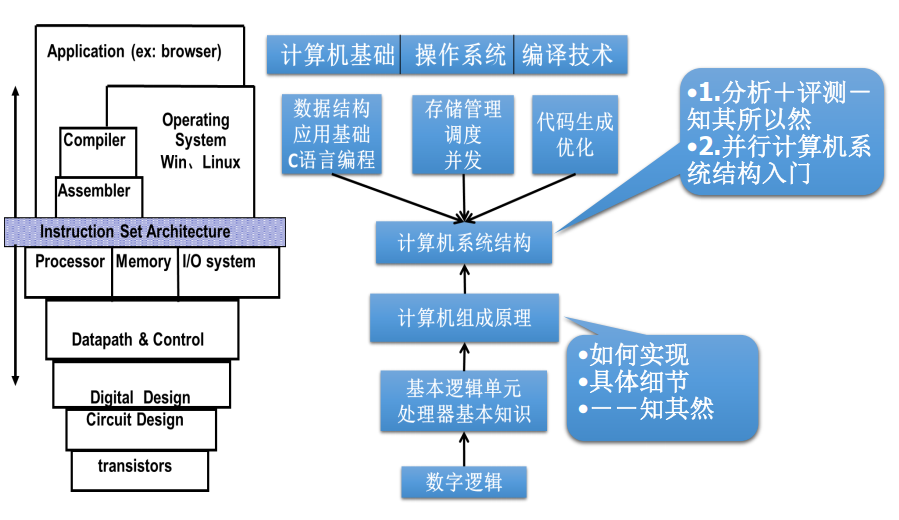 Application (ex: browser)
Operating
System
Win、Linux
Compiler
Assembler
Instruction Set Architecture
Processor
Memory
I/O system
Datapath & Control
Digital Design
Circuit Design
transistors
计算机基础
操作系统
编译技术
数据结构
应用基础
C语言编程
存储管理
调度
并发
代码生成
优化
计算机系统结构
计算机组成原理
基本逻辑单元
处理器基本知识
数字逻辑
•1.分析＋评测－
知其所以然
•2.并行计算机系
统结构入门
•如何实现
•具体细节
•－－知其然